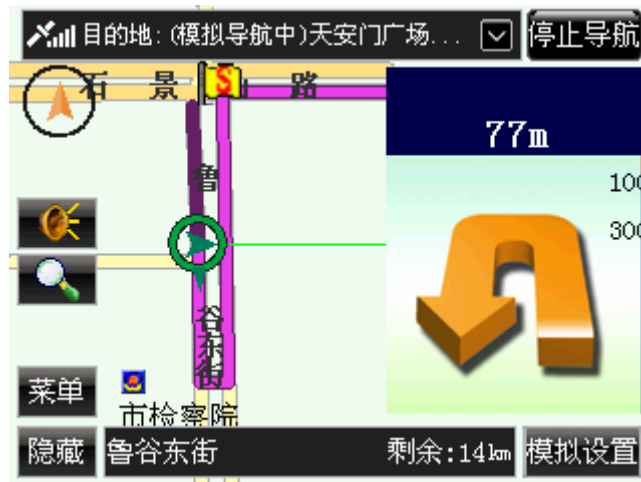 目的地: (模拟导航中)天安门广场... 停止导航
石景 路
S
77m
100
300
鲁谷东街
菜单
市检察院
隐藏 鲁谷东街 剩余:14km 模拟设置